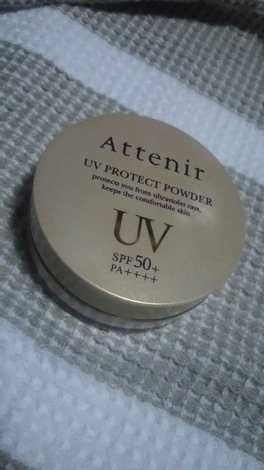 Attenir
UV PROTECT POWDER
protects you from ultraviolet rays,
keeps the comfortable skin
UV
SPF50+
PA++++